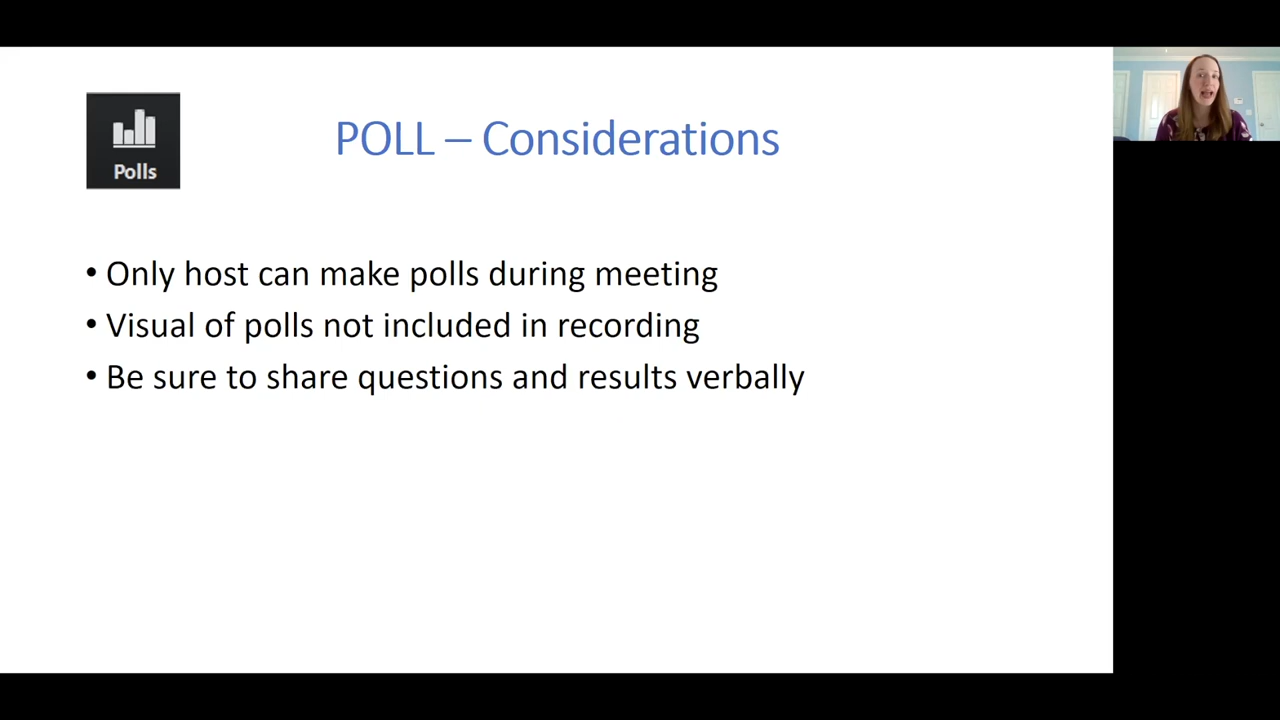 POLL – Considerations
Polls
• Only host can make polls during meeting
• Visual of polls not included in recording
• Be sure to share questions and results verbally